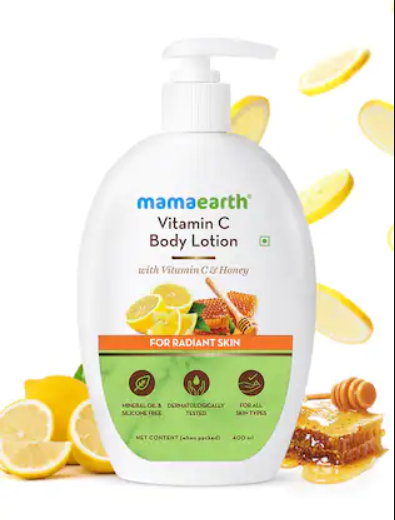 mamaearth®
Vitamin C
Body Lotion
with Vitamin C & Honey
FOR RADIANT SKIN
MINERAL OIL &
SILICONE FREE
DERMATOLOGICALLY
TESTED
FOR ALL
SKIN TYPES
NET CONTENT (when packed)
400 ml